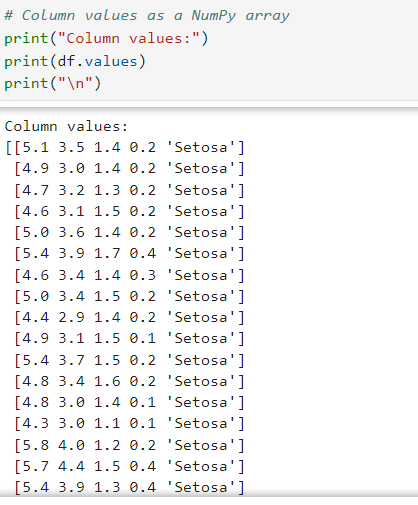 # Column values as a NumPy array
print("Column values:")
print(df.values)
print("\n")
Column values:
[[5.1 3.5 1.4 0.2 'Setosa']
[4.9 3.0 1.4 0.2 'Setosa']
[4.7 3.2 1.3 0.2 'Setosa']
[4.6 3.1 1.5 0.2 'Setosa']
[5.0 3.6 1.4 0.2 'Setosa']
[5.4 3.9 1.7 0.4 'Setosa']
[4.6 3.4 1.4 0.3 'Setosa']
[5.0 3.4 1.5 0.2 'Setosa']
[4.4 2.9 1.4 0.2 'Setosa']
[4.9 3.1 1.5 0.1 'Setosa']
[5.4 3.7 1.5 0.2 'Setosa']
[4.8 3.4 1.6 0.2 'Setosa']
[4.8 3.0 1.4 0.1 'Setosa']
[4.3 3.0 1.1 0.1 'Setosa']
[5.8 4.0 1.2 0.2 'Setosa']
[5.7 4.4 1.5 0.4 'Setosa']
[5.4 3.9 1.3 0.4 'Setosa']